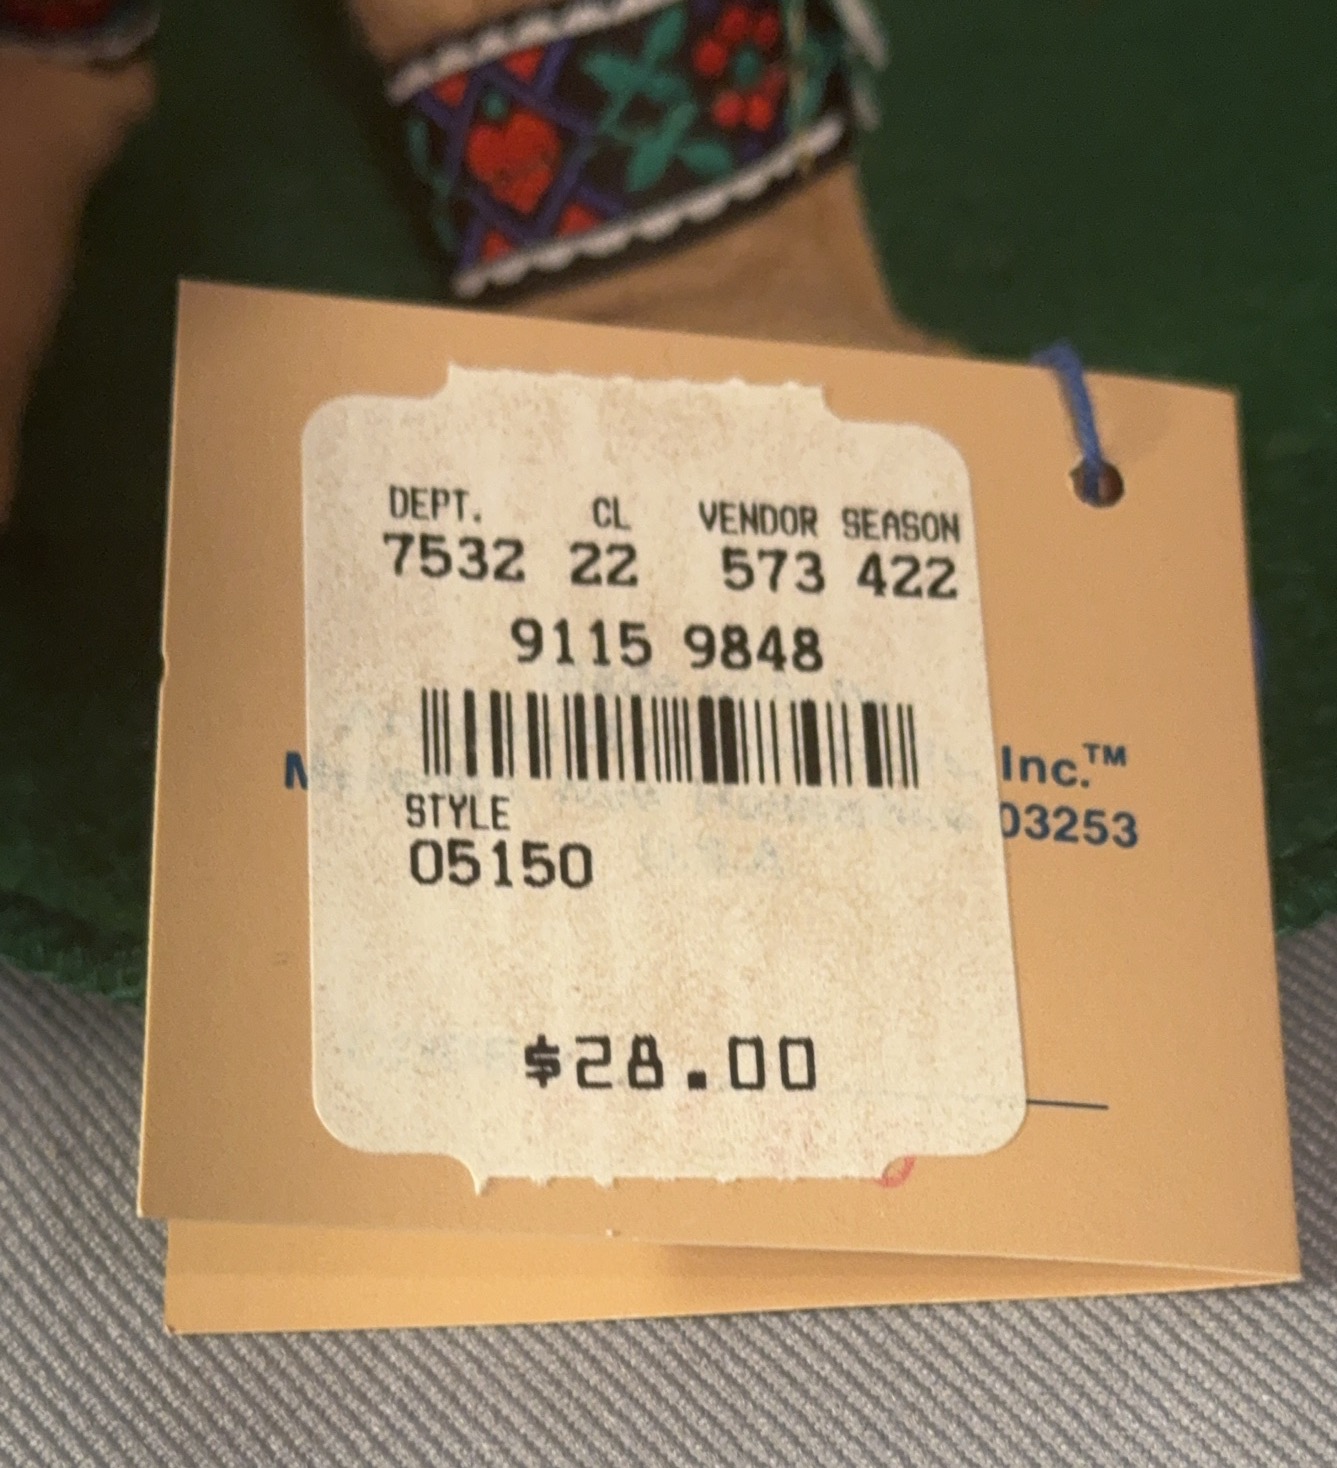 DEPT. CL VENDOR SEASON
7532 22 573 422
9115 9848
Inc.™
03253
STYLE
05150
$28.00